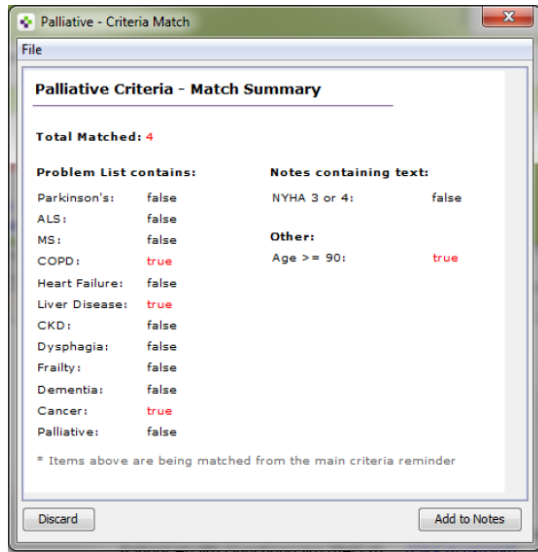 Palliative - Criteria Match
File
Palliative Criteria - Match Summary
Total Matched: 4
Problem List contains:
Parkinson's: false
ALS: false
MS: false
COPD: true
Heart Failure: false
Liver Disease: true
CKD: false
Dysphagia: false
Frailty: false
Dementia: false
Cancer: true
Palliative: false
Notes containing text:
NYHA 3 or 4: false
Other:
Age >= 90: true
* Items above are being matched from the main criteria reminder
Discard
Add to Notes